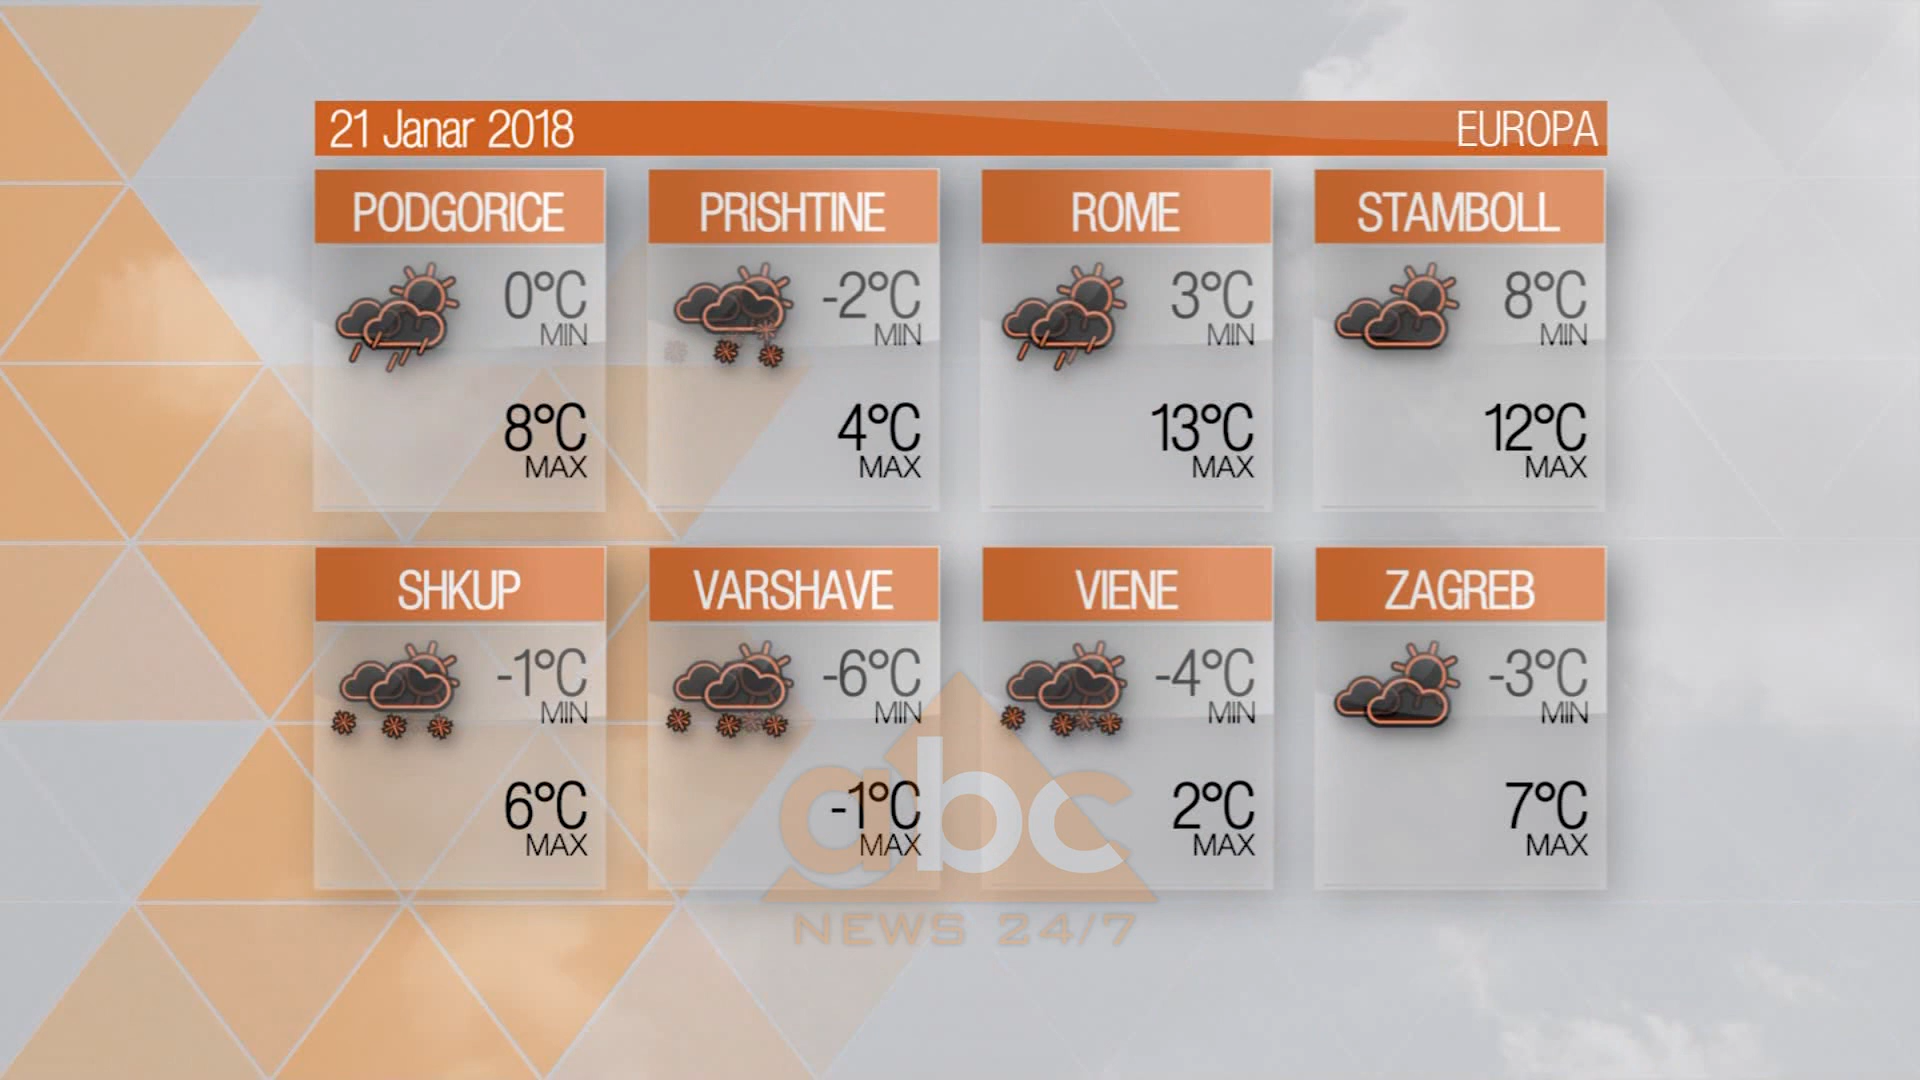 21 Janar 2018
EUROPA
PODGORICE
0°C
MIN
8°C
MAX
PRISHTINE
-2°C
MIN
4°C
MAX
ROME
3°C
MIN
13°C
MAX
STAMBOLL
8°C
MIN
12°C
MAX
SHKUP
-1°C
MIN
6°C
MAX
VARSHAVE
-6°C
MIN
-1°C
MAX
VIENE
-4°C
MIN
2°C
MAX
ZAGREB
-3°C
MIN
7°C
MAX
abc
NEWS 24/7